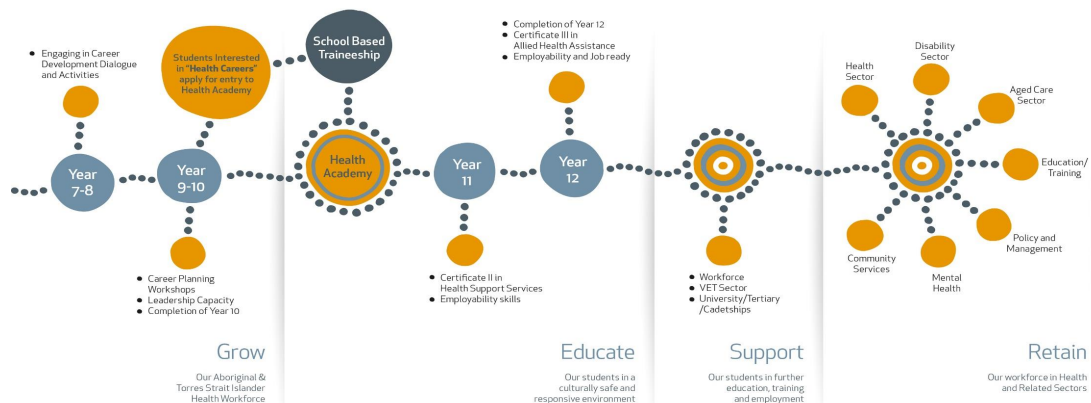 ● Engaging in Career
Development Dialogue
and Activities
Year
7-8
Students Interested
in "Health Careers"
apply for entry to
Health Academy
Year
9-10
● Career Planning
Workshops
● Leadership Capacity
● Completion of Year 10
Grow
Our Aboriginal &
Torres Strait Islander
Health Workforce
School Based
Traineeship
Health
Academy
Year
11
● Certificate II in
Health Support Services
● Employability skills
● Completion of Year 12
● Certificate III in
Allied Health Assistance
● Employability and Job ready
Year
12
Educate
Our students in a
culturally safe and
responsive environment
● Workforce
● VET Sector
● University/Tertiary
/Cadetships
Support
Our students in further
education, training
and employment
Health
Sector
Disability
Sector
Aged Care
Sector
Education/
Training
Policy and
Management
Mental
Health
Community
Services
Retain
Our workforce in Health
and Related Sectors